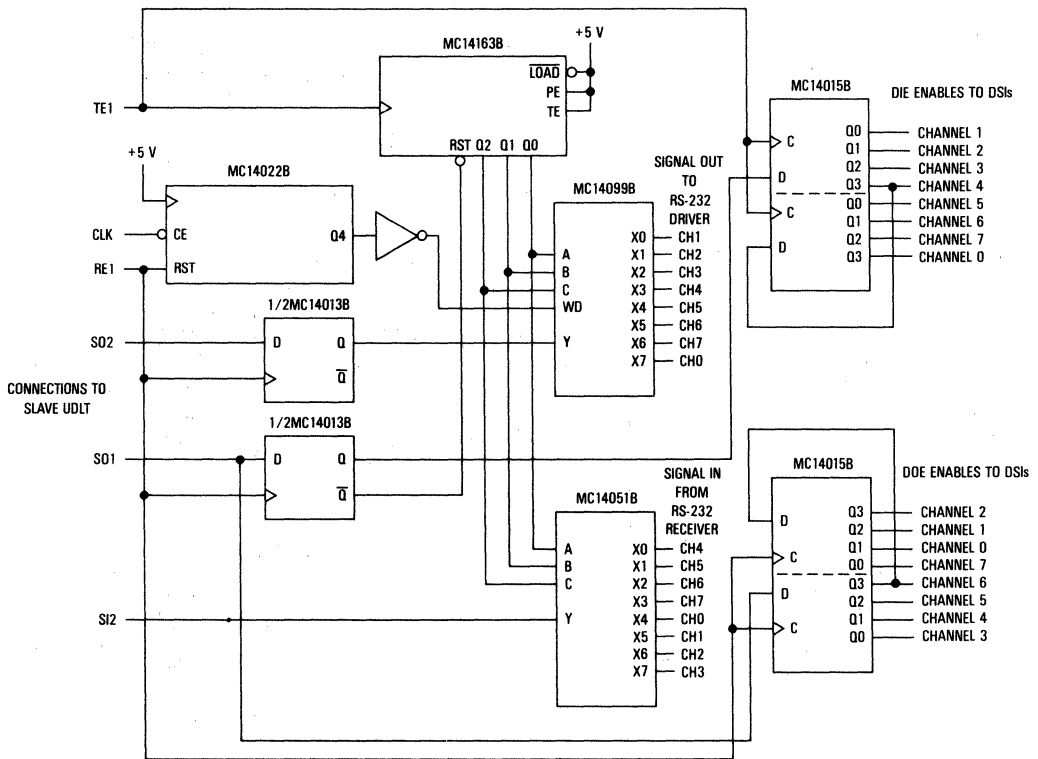 +5 V
MC14163B
LOAD
PE
TE
RST Q2 Q1 Q0
TE1
+5 V
MC14022B
CLK
CE
Q4
RE1
RST
1/2MC14013B
SO2
D
Q
Q
CONNECTIONS TO
SLAVE UDLT
1/2MC14013B
SO1
D
Q
Q
SI2
SIGNAL OUT
TO
RS-232
DRIVER
MC14099B
A
B
C
WD
Y
X0 CH1
X1 CH2
X2 CH3
X3 CH4
X4 CH5
X5 CH6
X6 CH7
X7 CH0
SIGNAL IN
FROM
RS-232
RECEIVER
MC14051B
A
B
C
Y
X0 CH4
X1 CH5
X2 CH6
X3 CH7
X4 CH0
X5 CH1
X6 CH2
X7 CH3
MC14015B
DIE ENABLES TO DSIs
C
D
C
D
Q0 CHANNEL 1
Q1 CHANNEL 2
Q2 CHANNEL 3
Q3 CHANNEL 4
Q0 CHANNEL 5
Q1 CHANNEL 6
Q2 CHANNEL 7
Q3 CHANNEL 0
MC14015B
DOE ENABLES TO DSIs
D
C
D
C
Q3 CHANNEL 2
Q2 CHANNEL 1
Q1 CHANNEL 0
Q0 CHANNEL 7
Q3 CHANNEL 6
Q2 CHANNEL 5
Q1 CHANNEL 4
Q0 CHANNEL 3